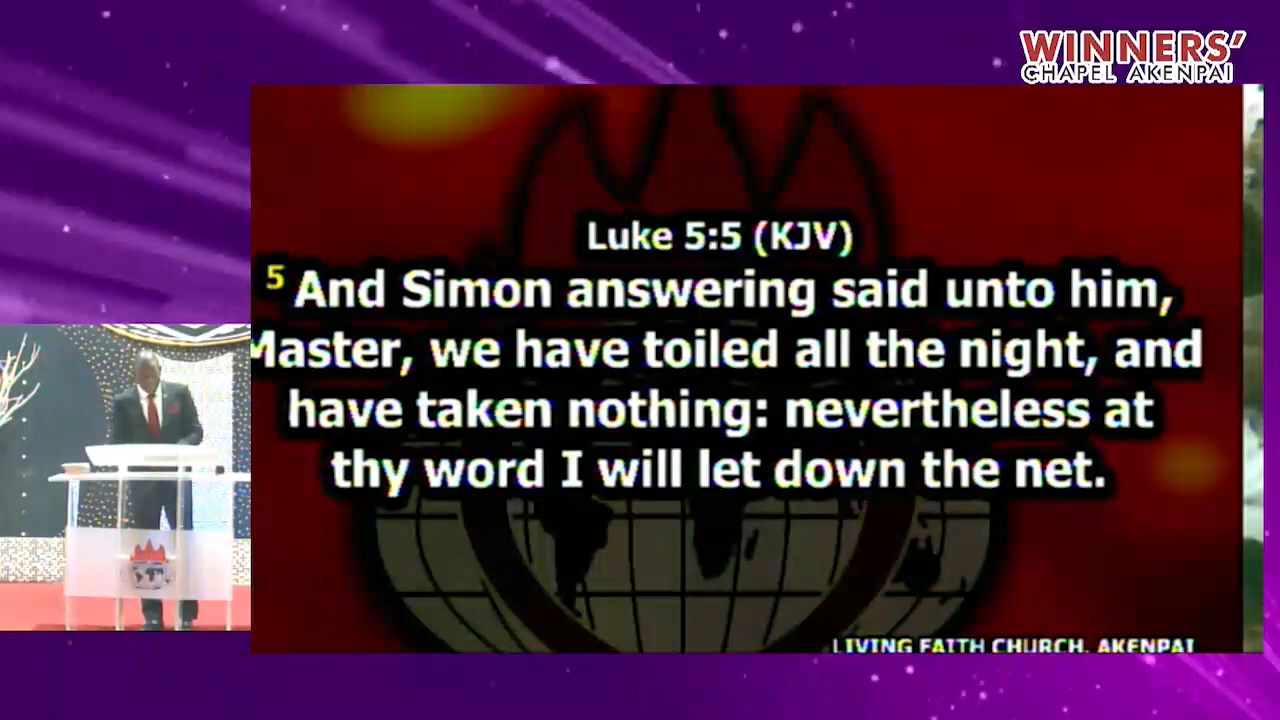 WINNERS’
CHAPEL AKENPAI
Luke 5:5 (KJV)
5 And Simon answering said unto him,
Master, we have toiled all the night, and
have taken nothing: nevertheless at
thy word I will let down the net.
LIVING FAITH CHURCH, AKENPAI